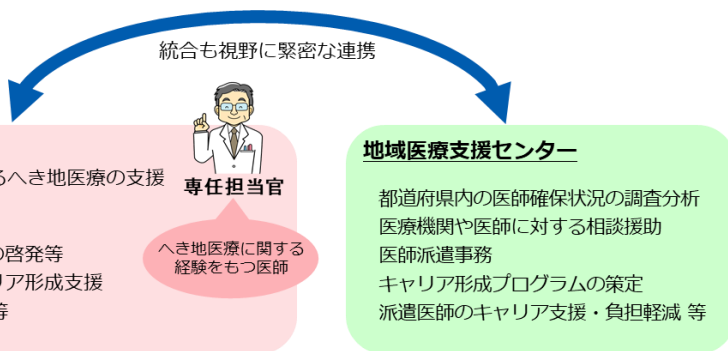 統合も視野に緊密な連携
るへき地医療の支援
の啓発等
リア形成支援
等
専任担当官
へき地医療に関する
経験をもつ医師
地域医療支援センター
都道府県内の医師確保状況の調査分析
医療機関や医師に対する相談援助
医師派遣事務
キャリア形成プログラムの策定
派遣医師のキャリア支援・負担軽減 等